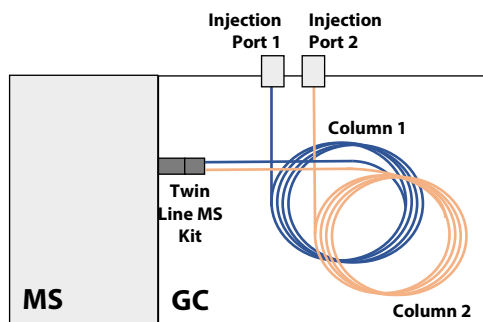 Injection
Port 1
Injection
Port 2
Column 1
Twin
Line MS
Kit
MS
GC
Column 2